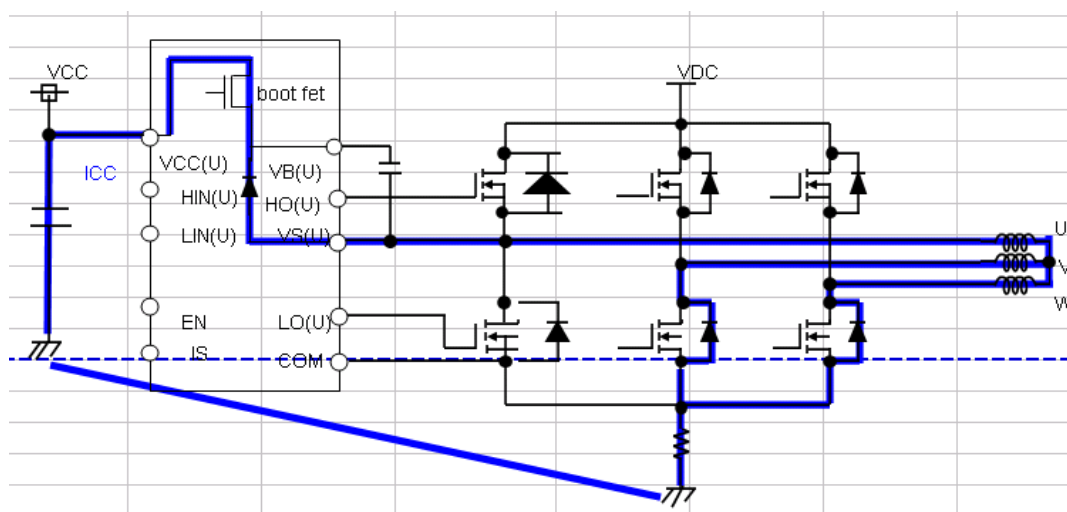 VCC
VDC
boot fet
VCC(U)
ICC
VB(U)
HIN(U)
HO(U)
LIN(U)
VS(U)
U
V
W
EN
LO(U)
IS
COM